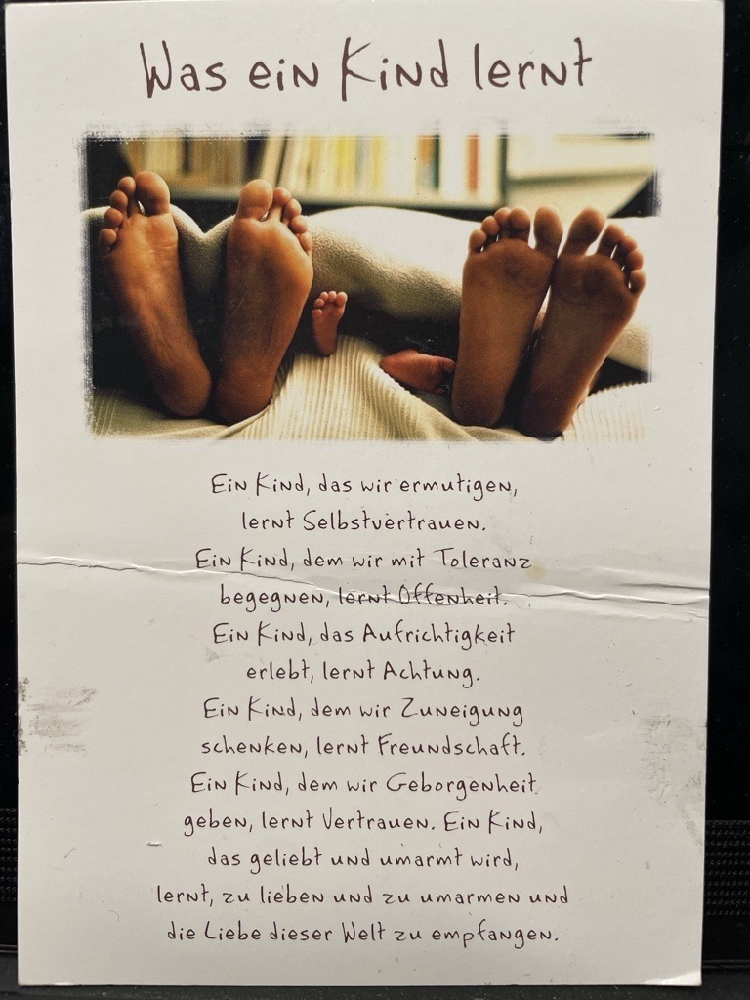 Was ein Kind lernt
Ein Kind, das wir ermutigen,
lernt Selbstvertrauen.
Ein Kind, dem wir mit Toleranz
begegnen, lernt Offenheit.
Ein Kind, das Aufrichtigkeit
erlebt, lernt Achtung.
Ein Kind, dem wir Zuneigung
schenken, lernt Freundschaft.
Ein Kind, dem wir Geborgenheit
geben, lernt Vertrauen. Ein Kind,
das geliebt und umarmt wird,
lernt, zu lieben und zu umarmen und
die Liebe dieser Welt zu empfangen.